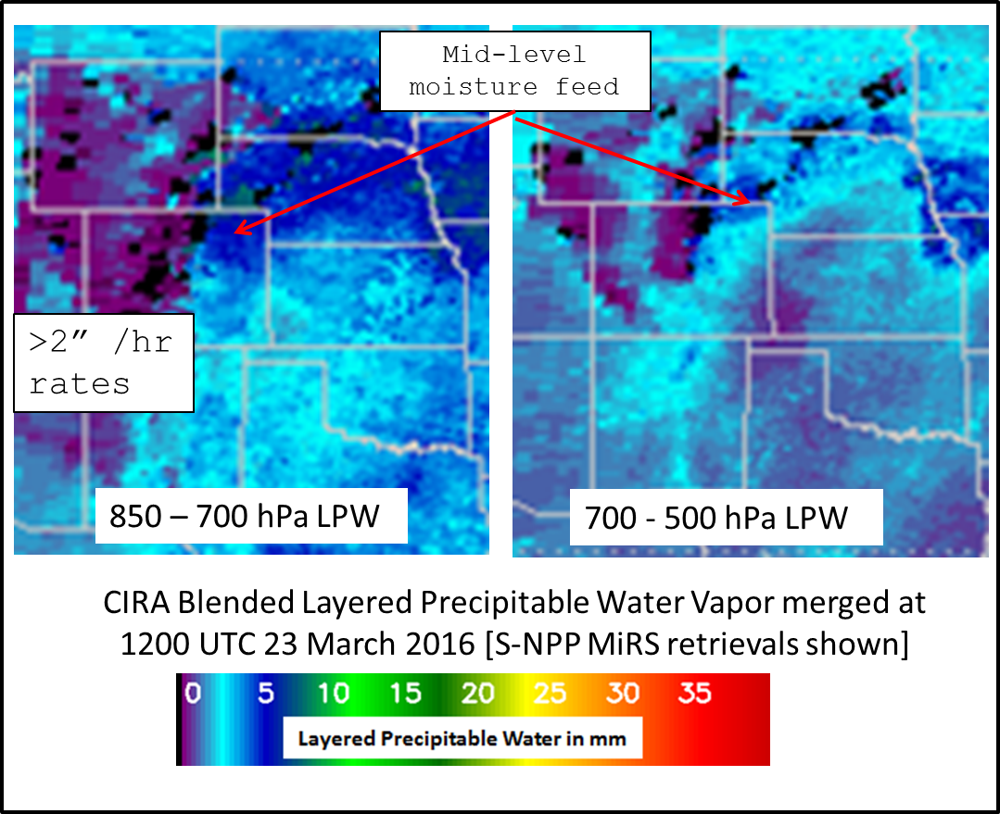 Mid-level
moisture feed
>2” /hr
rates
850 – 700 hPa LPW
700 - 500 hPa LPW
CIRA Blended Layered Precipitable Water Vapor merged at
1200 UTC 23 March 2016 [S-NPP MiRS retrievals shown]
0 5 10 15 20 25 30 35
Layered Precipitable Water in mm